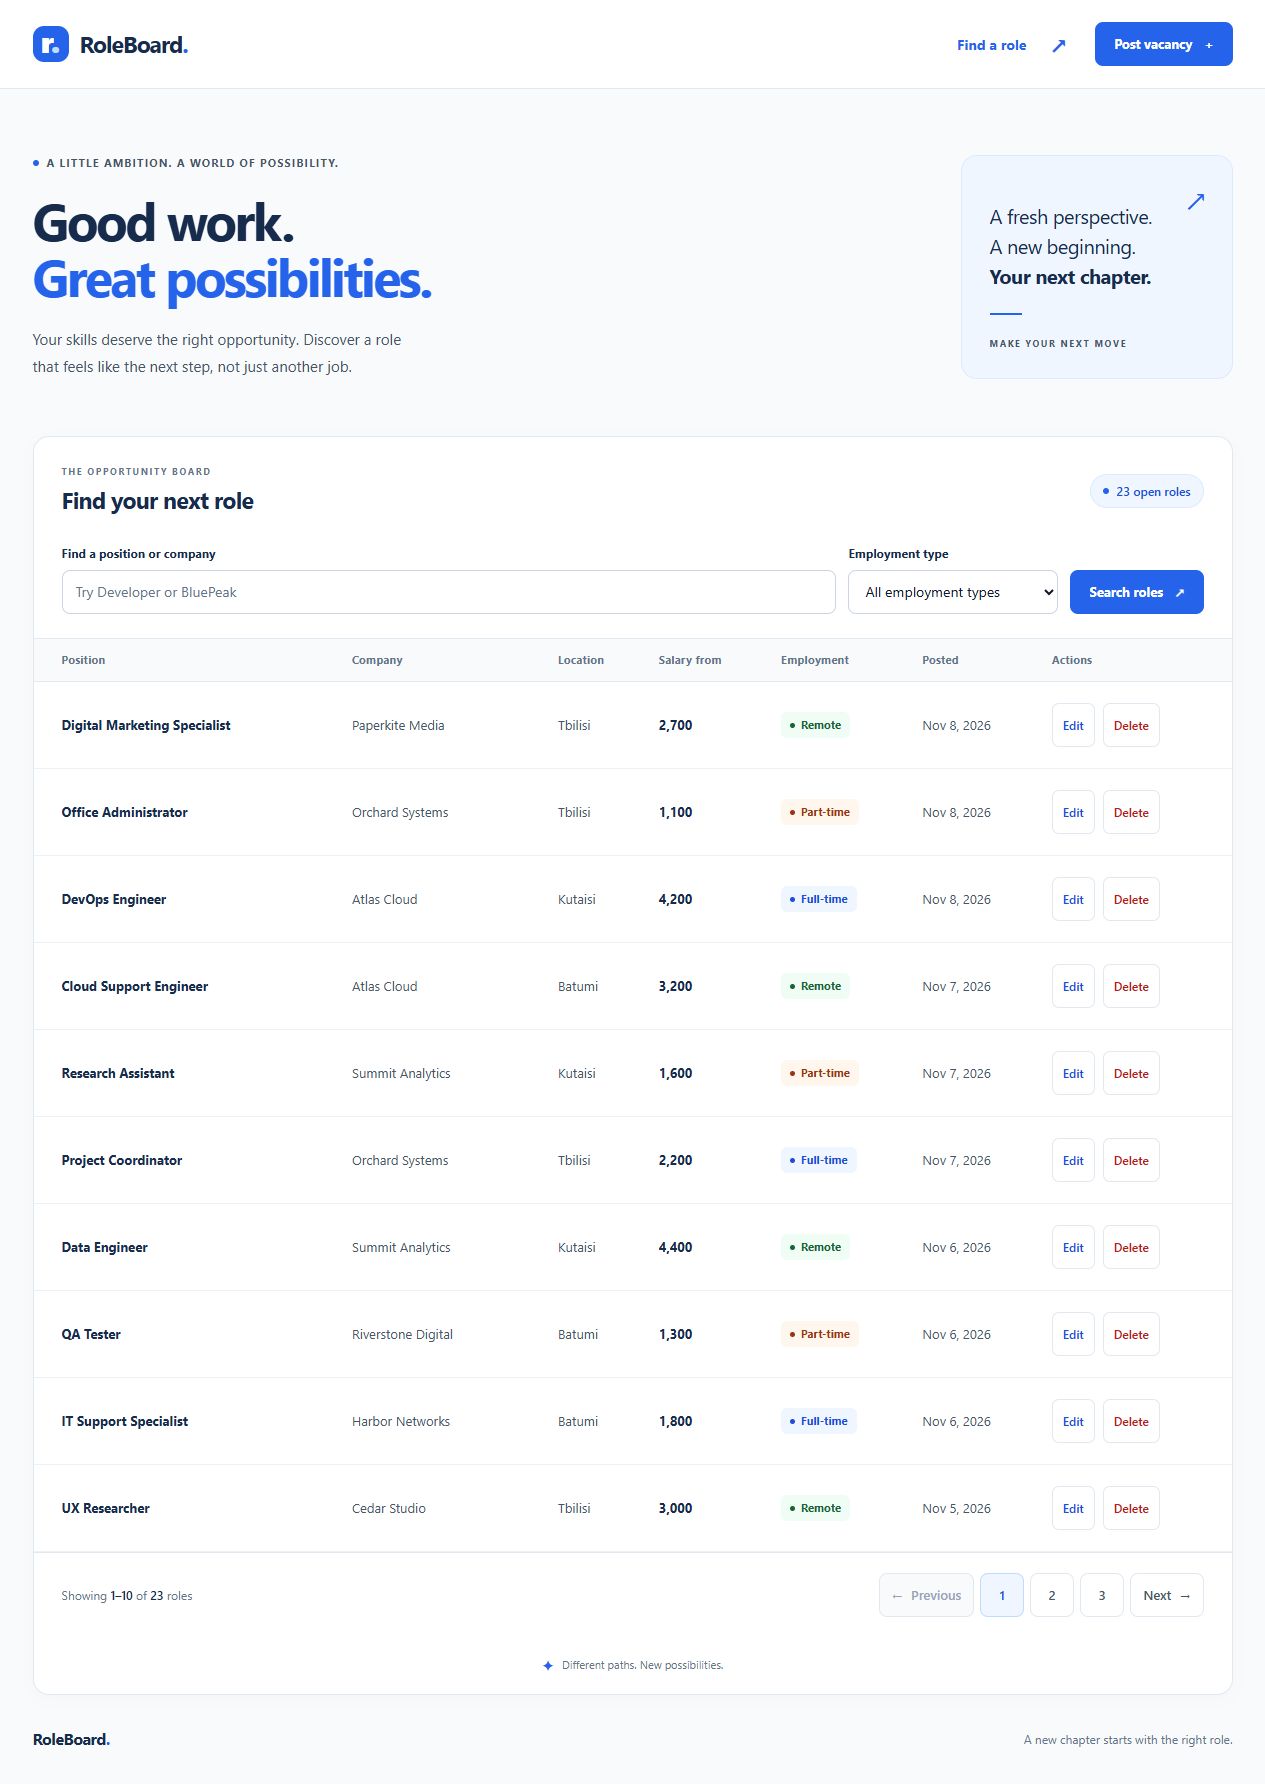 r. RoleBoard.
Find a role ↗ Post vacancy +
A LITTLE AMBITION. A WORLD OF POSSIBILITY.
Good work.
Great possibilities.
Your skills deserve the right opportunity. Discover a role
that feels like the next step, not just another job.
↗
A fresh perspective.
A new beginning.
Your next chapter.
MAKE YOUR NEXT MOVE
THE OPPORTUNITY BOARD
Find your next role
23 open roles
Find a position or company
Try Developer or BluePeak
Employment type
All employment types
Search roles ↗
Position Company Location Salary from Employment Posted Actions
Digital Marketing Specialist Paperkite Media Tbilisi 2,700 Remote Nov 8, 2026 Edit Delete
Office Administrator Orchard Systems Tbilisi 1,100 Part-time Nov 8, 2026 Edit Delete
DevOps Engineer Atlas Cloud Kutaisi 4,200 Full-time Nov 8, 2026 Edit Delete
Cloud Support Engineer Atlas Cloud Batumi 3,200 Remote Nov 7, 2026 Edit Delete
Research Assistant Summit Analytics Kutaisi 1,600 Part-time Nov 7, 2026 Edit Delete
Project Coordinator Orchard Systems Tbilisi 2,200 Full-time Nov 7, 2026 Edit Delete
Data Engineer Summit Analytics Kutaisi 4,400 Remote Nov 6, 2026 Edit Delete
QA Tester Riverstone Digital Batumi 1,300 Part-time Nov 6, 2026 Edit Delete
IT Support Specialist Harbor Networks Batumi 1,800 Full-time Nov 6, 2026 Edit Delete
UX Researcher Cedar Studio Tbilisi 3,000 Remote Nov 5, 2026 Edit Delete
Showing 1–10 of 23 roles
← Previous 1 2 3 Next →
✦ Different paths. New possibilities.
RoleBoard.
A new chapter starts with the right role.